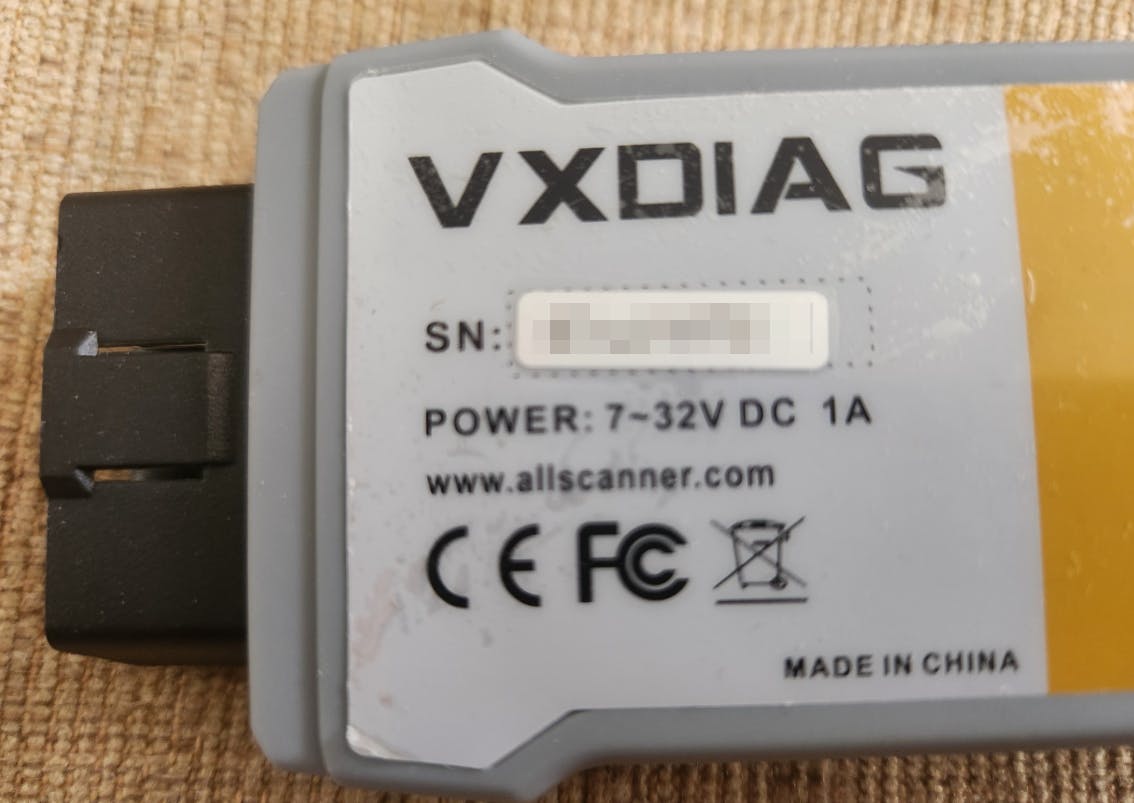 VXDIAG
SN:
POWER: 7~32V DC 1A
www.allscanner.com
CE FC
MADE IN CHINA